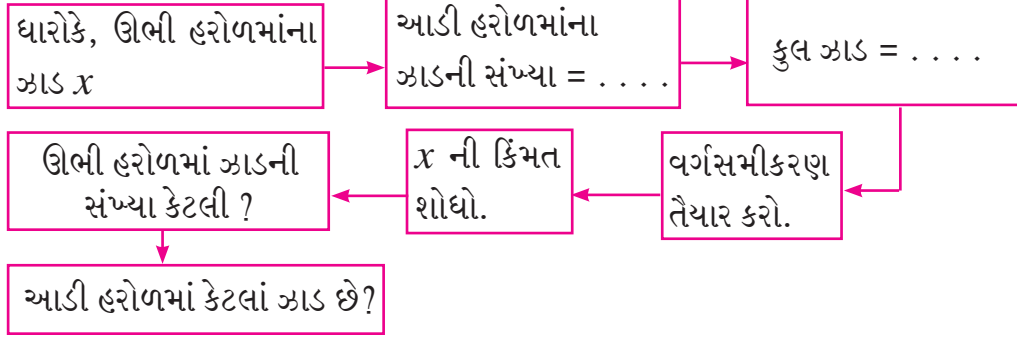 ધારોકે, ઊભી હરોળમાંના
ઝાડ x
આડી હરોળમાંના
ઝાડની સંખ્યા = . . . .
કુલ ઝાડ = . . . .
વર્ગસમીકરણ
તૈયાર કરો.
x ની કિંમત
શોધો.
ઊભી હરોળમાં ઝાડની
સંખ્યા કેટલી ?
આડી હરોળમાં કેટલાં ઝાડ છે?